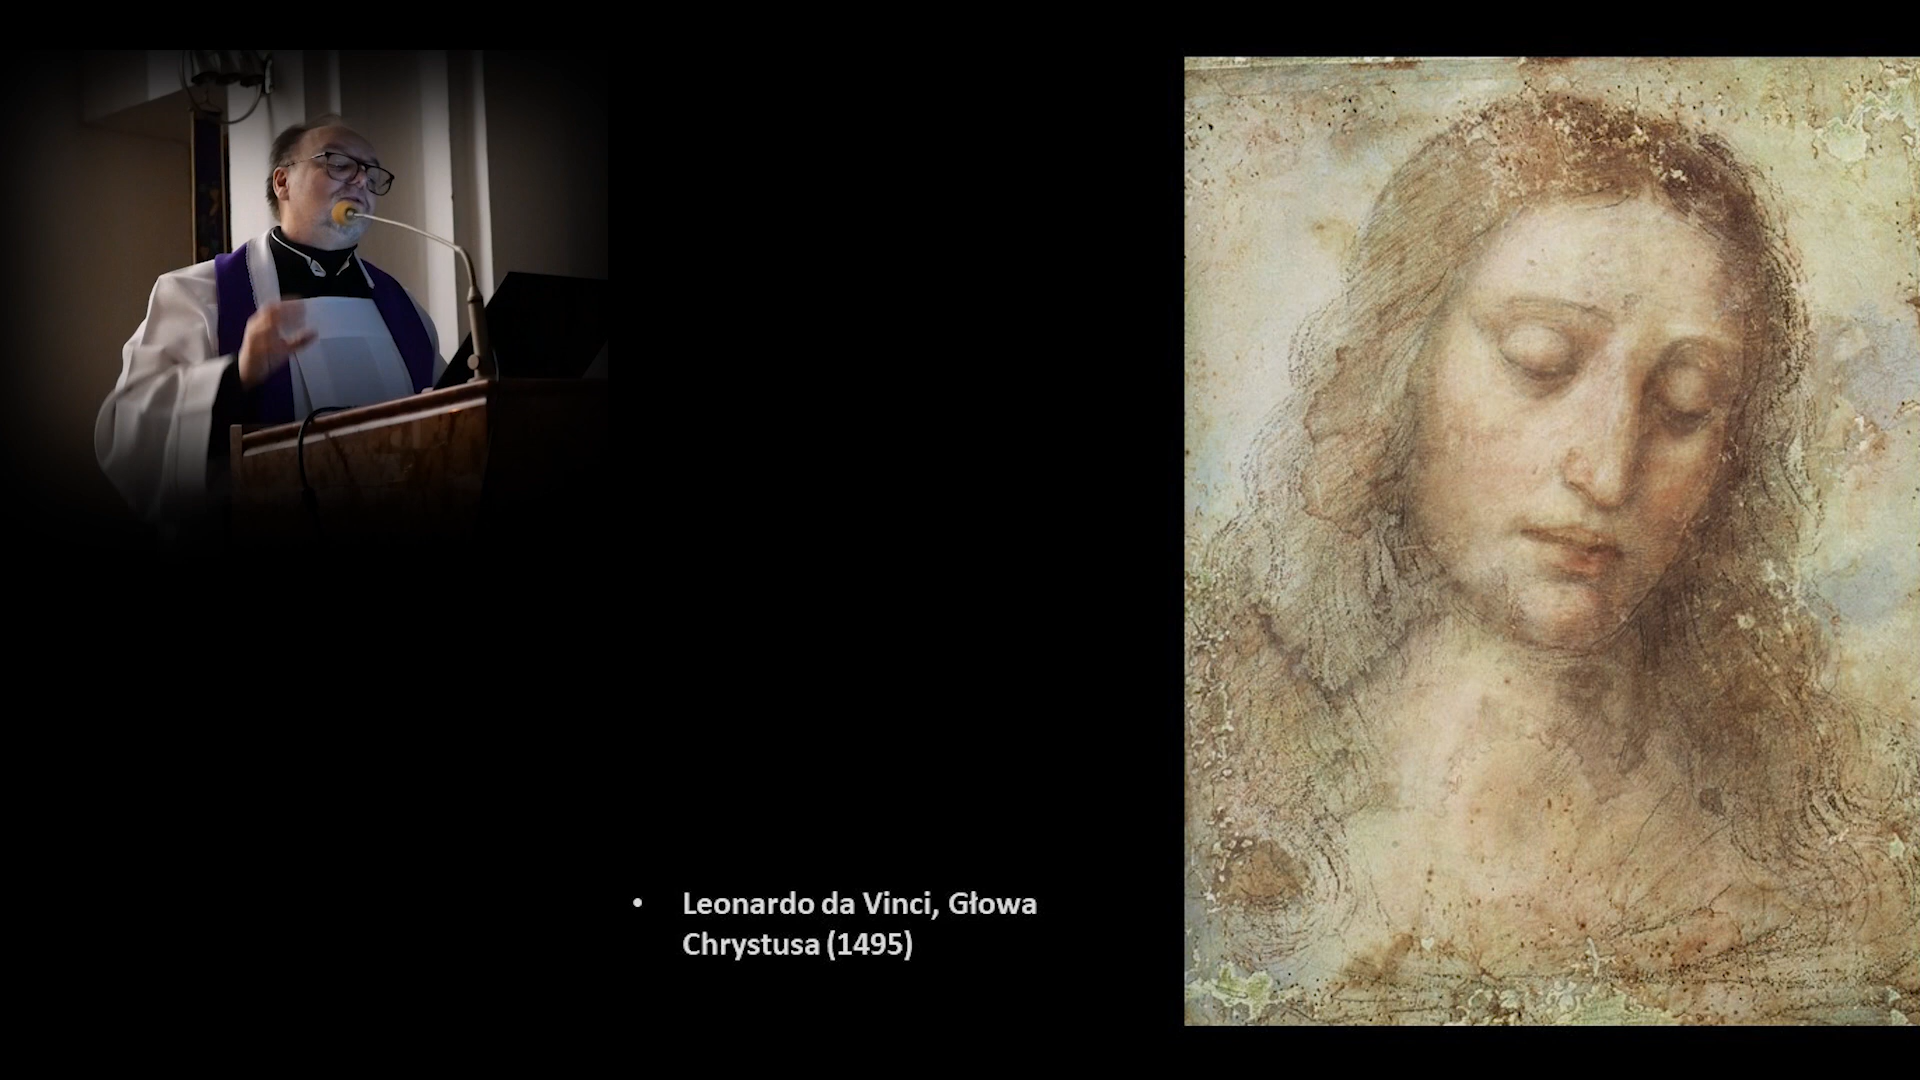 • Leonardo da Vinci, Głowa
Chrystusa (1495)